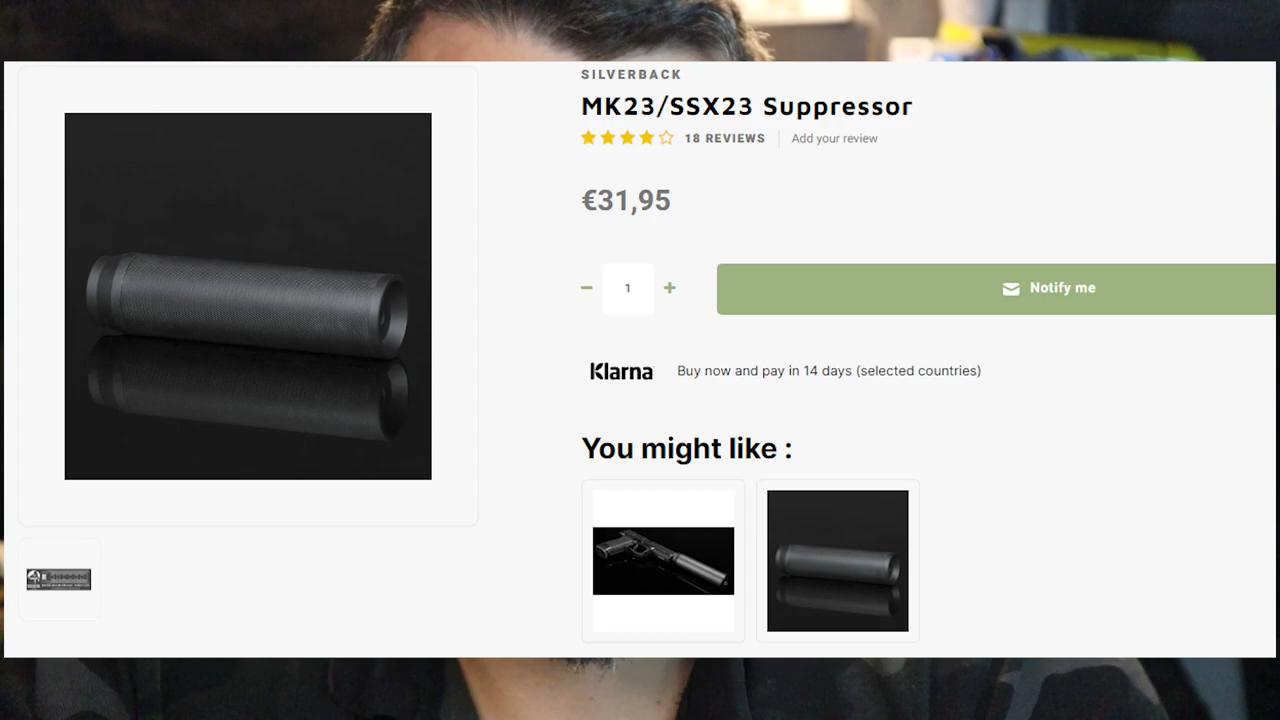 SILVERBACK
MK23/SSX23 Suppressor
18 REVIEWS
Add your review
€31,95
1
Notify me
Klarna
Buy now and pay in 14 days (selected countries)
You might like :